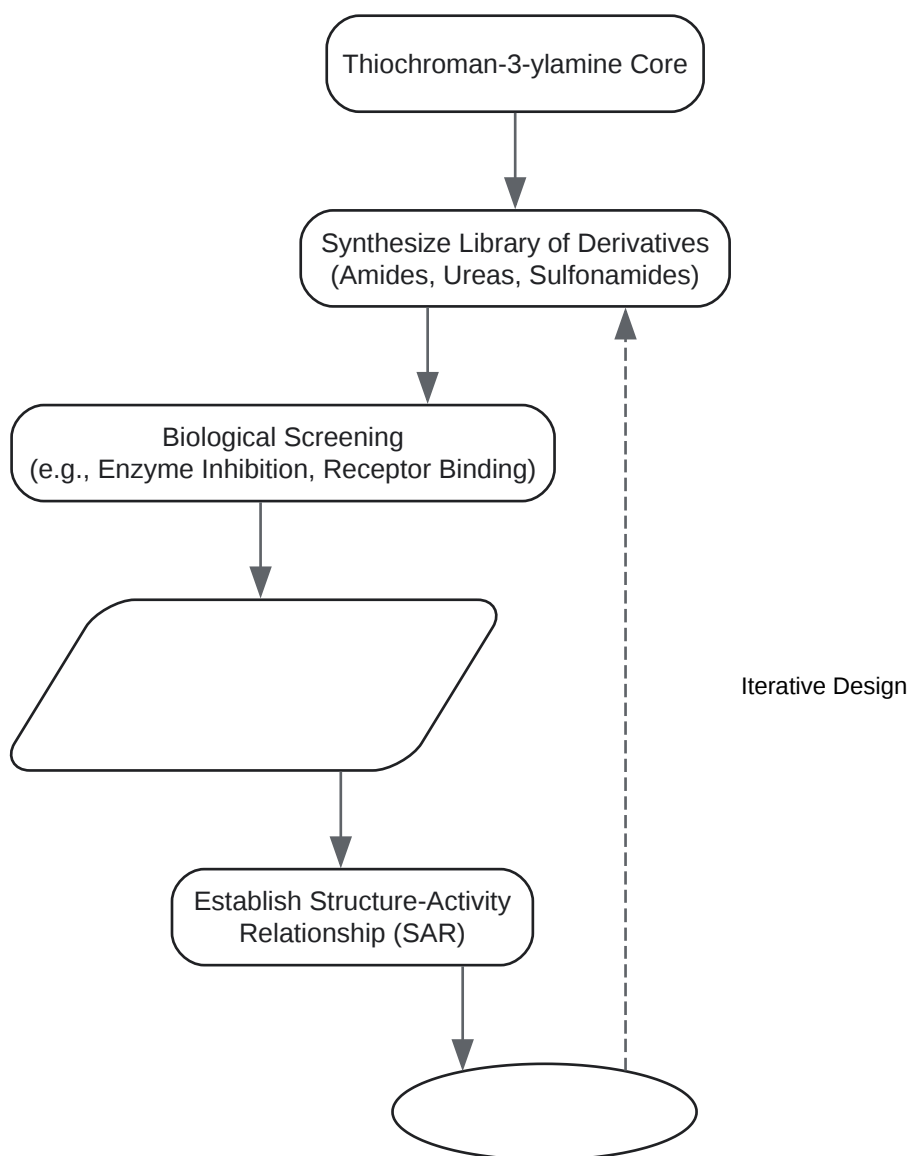 Thiochroman-3-ylamine Core
Synthesize Library of Derivatives
(Amides, Ureas, Sulfonamides)
Biological Screening
(e.g., Enzyme Inhibition, Receptor Binding)
Iterative Design
Establish Structure-Activity
Relationship (SAR)